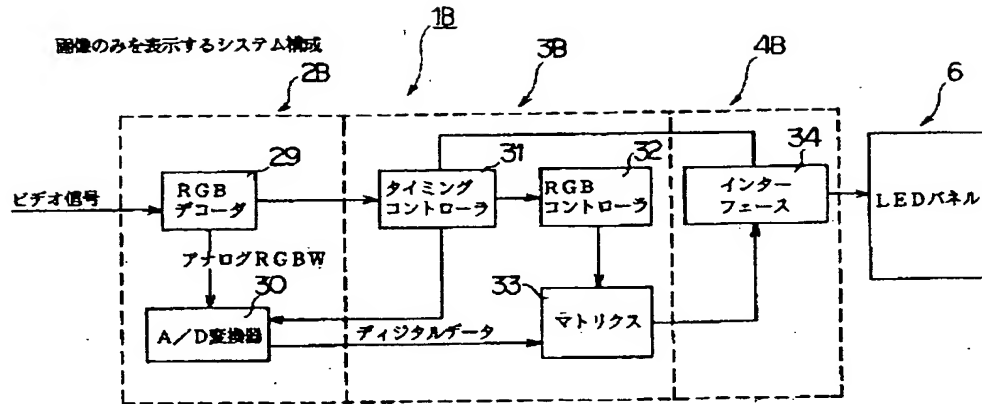 画像のみを表示するシステム構成
1B
2B
3B
4B
6
ビデオ信号
29
RGB
デコーダ
31
タイミング
コントローラ
32
RGB
コントローラ
34
インター
フェース
LEDパネル
アナログRGBW
30
A/D変換器
ディジタルデータ
33
マトリクス